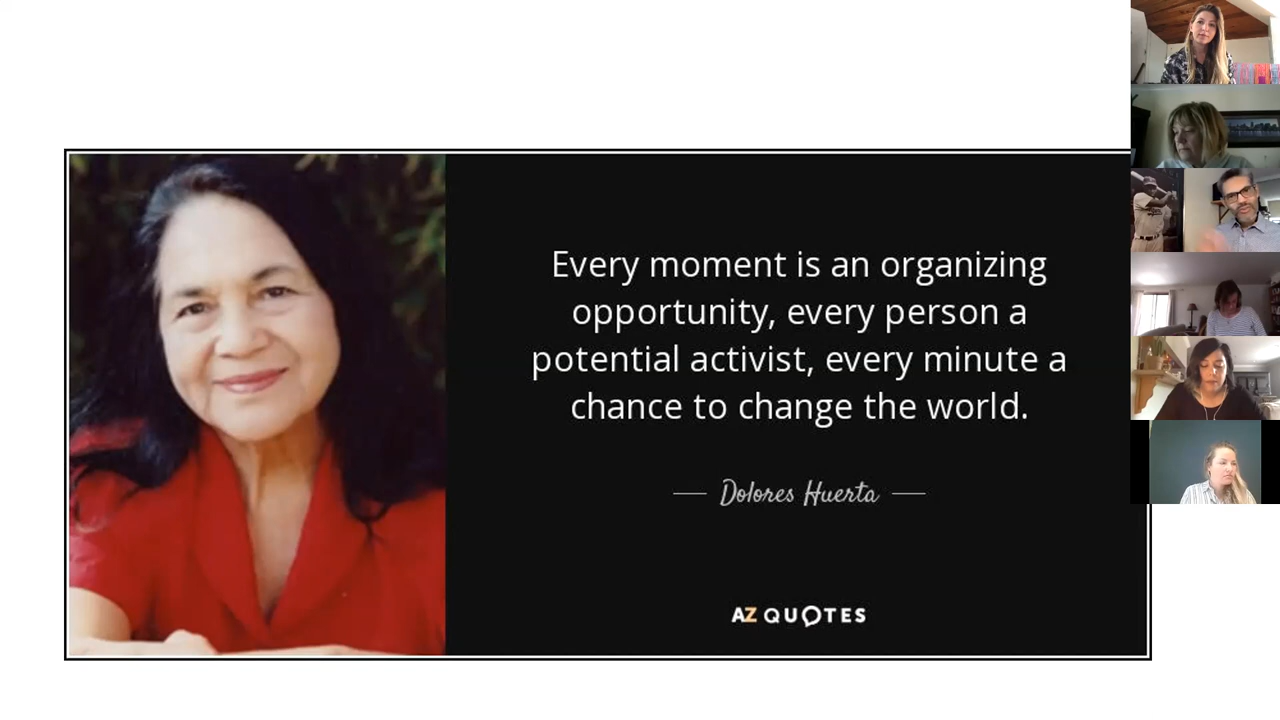 Every moment is an organizing
opportunity, every person a
potential activist, every minute a
chance to change the world.
Dolores Huerta
AZ QUOTES